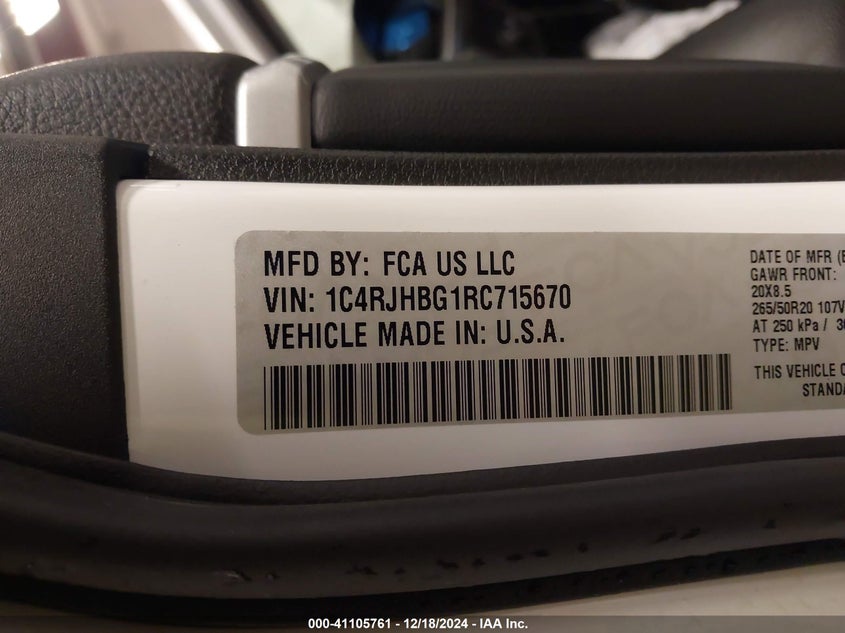 MFD BY: FCA US LLC
VIN: 1C4RJHBG1RC715670
VEHICLE MADE IN: U.S.A.
DATE OF MFR (
GAWR FRONT:
20X8.5
265/50R20 107V
AT 250 kPa /
TYPE: MPV
THIS VEHICLE
000-41105761 – 12/18/2024 – IAA Inc.